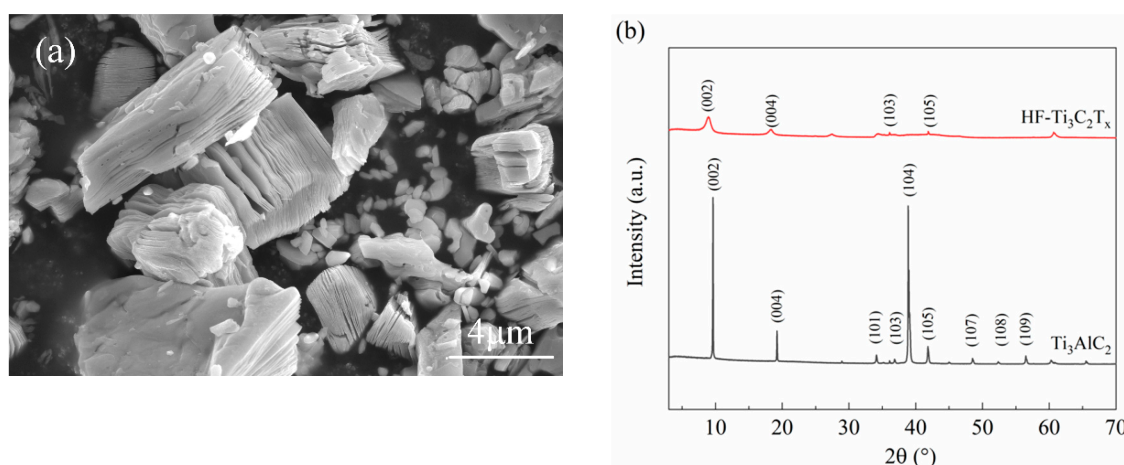 (a)
4μm
(b)
(002)
(004)
(103)
(105)
HF-Ti₃C₂Tₓ
(002)
(004)
(101)
(103)
(104)
(105)
(107)
(108)
(109)
Ti₃AlC₂
Intensity (a.u.)
10 20 30 40 50 60 70
2θ (°)